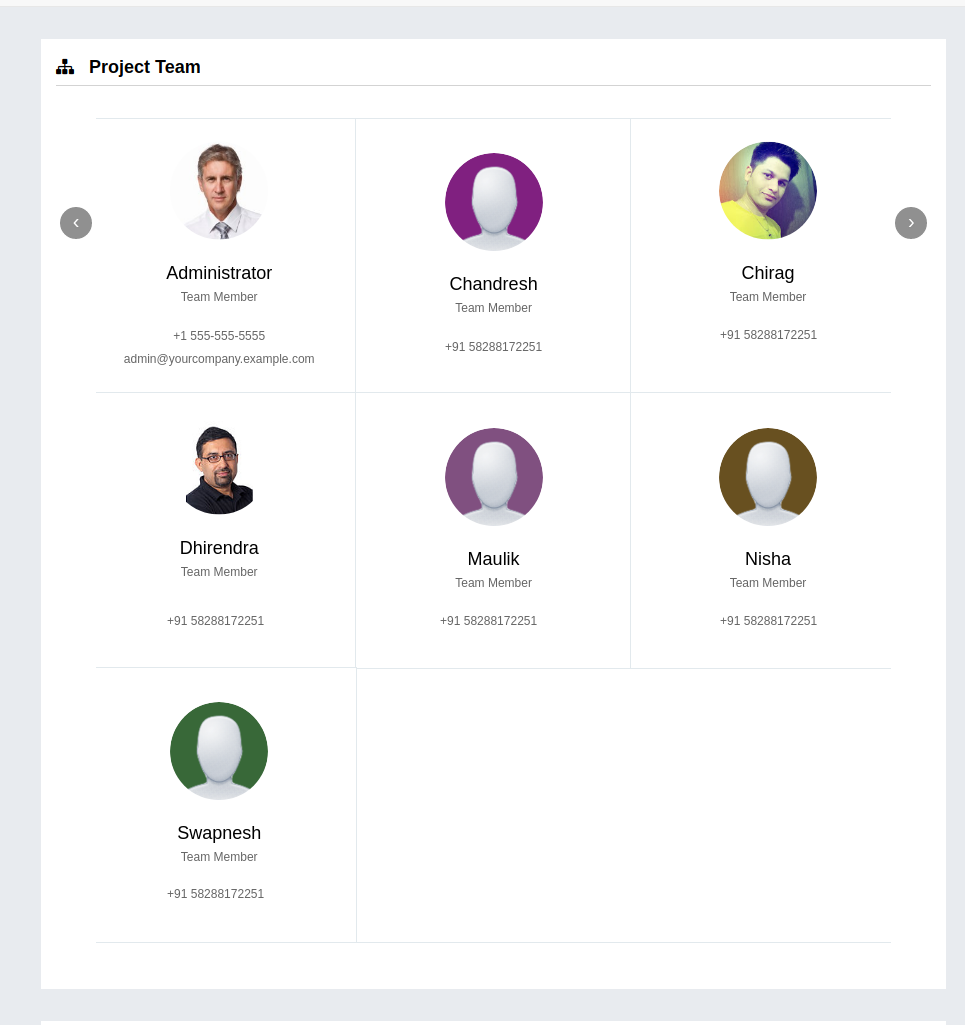 Project Team
Administrator
Team Member
+1 555-555-5555
admin@yourcompany.example.com
Chandresh
Team Member
+91 58288172251
Chirag
Team Member
+91 58288172251
Dhirendra
Team Member
+91 58288172251
Maulik
Team Member
+91 58288172251
Nisha
Team Member
+91 58288172251
Swapnesh
Team Member
+91 58288172251